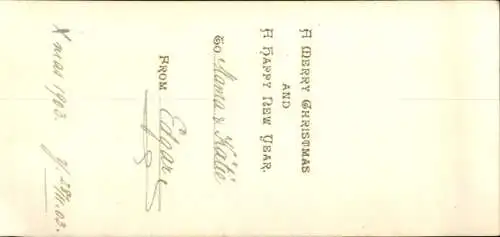 A MERRY CHRISTMAS
AND
A HAPPY NEW YEAR.
TO Mama & Katie
FROM Edgar
Xmas 1903.